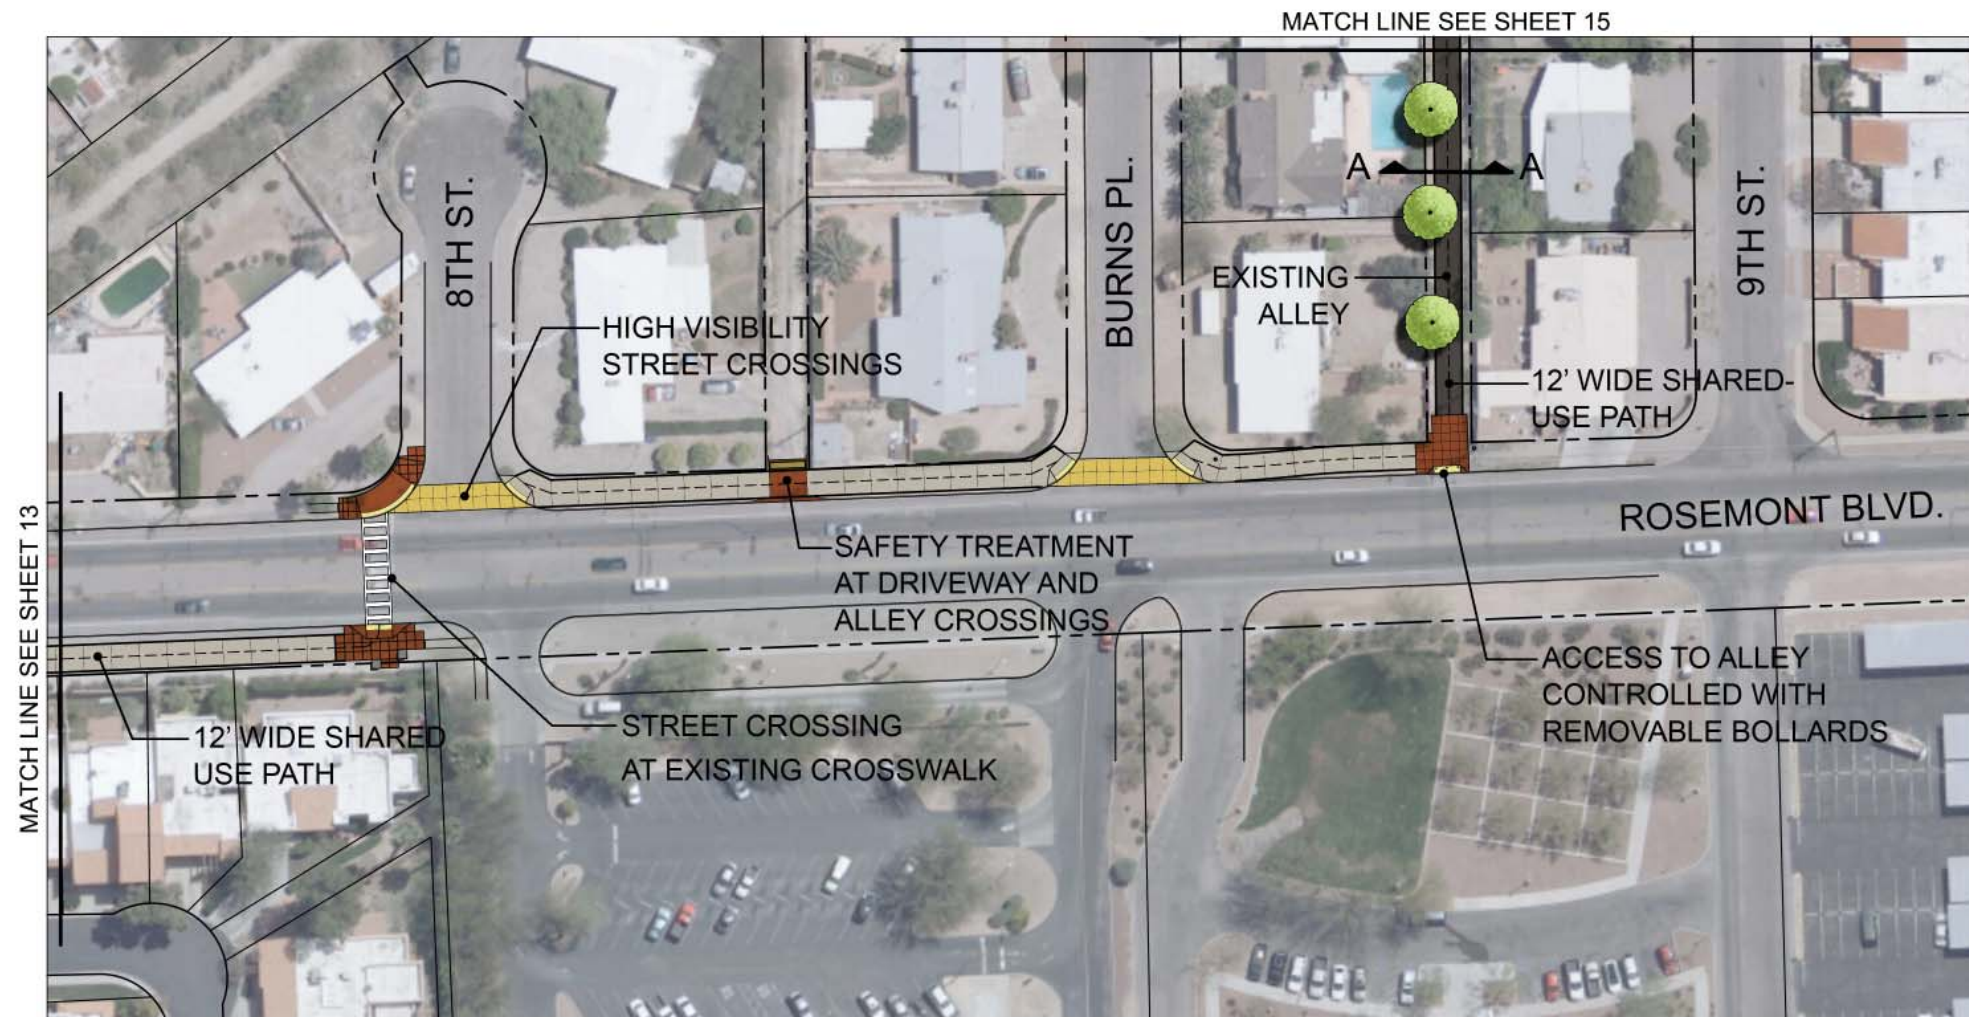 MATCH LINE SEE SHEET 15
8TH ST.
BURNS PL.
A A
9TH ST.
EXISTING
ALLEY
HIGH VISIBILITY
STREET CROSSINGS
12' WIDE SHARED-
USE PATH
ROSEMONT BLVD.
MATCH LINE SEE SHEET 13
SAFETY TREATMENT
AT DRIVEWAY AND
ALLEY CROSSINGS
ACCESS TO ALLEY
CONTROLLED WITH
REMOVABLE BOLLARDS
12' WIDE SHARED
USE PATH
STREET CROSSING
AT EXISTING CROSSWALK